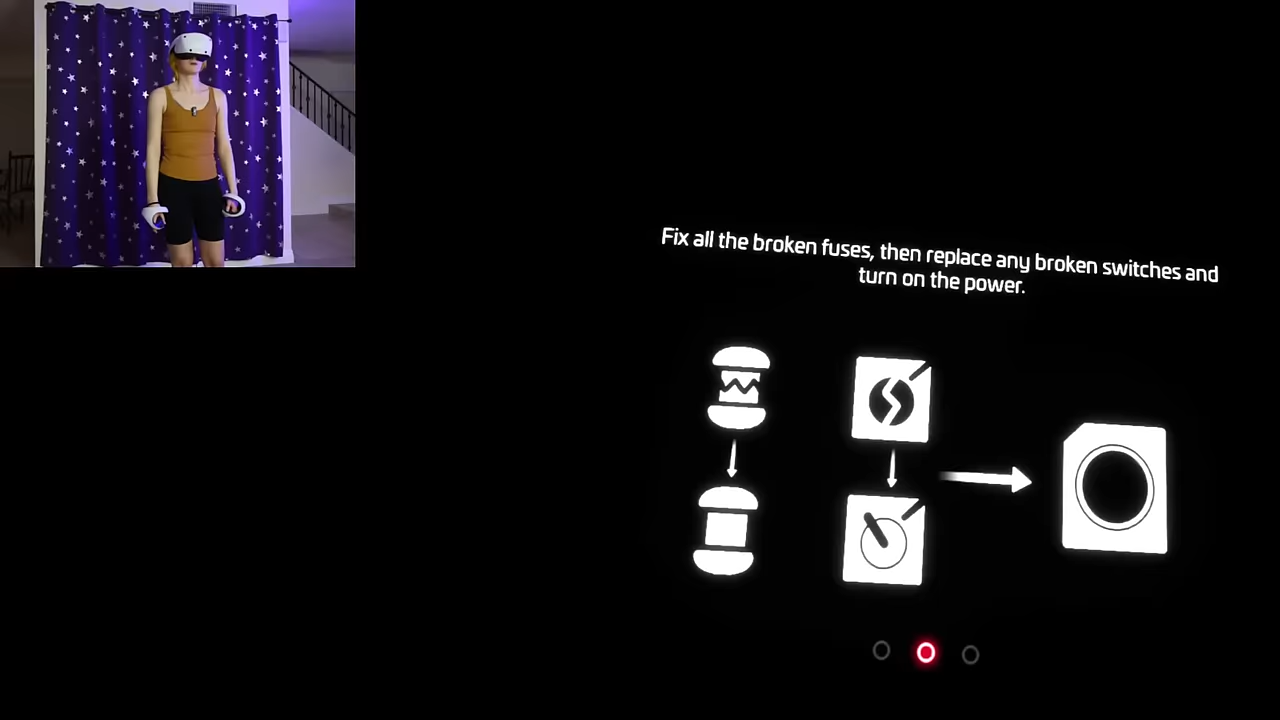 Fix all the broken fuses, then replace any broken switches and
turn on the power.